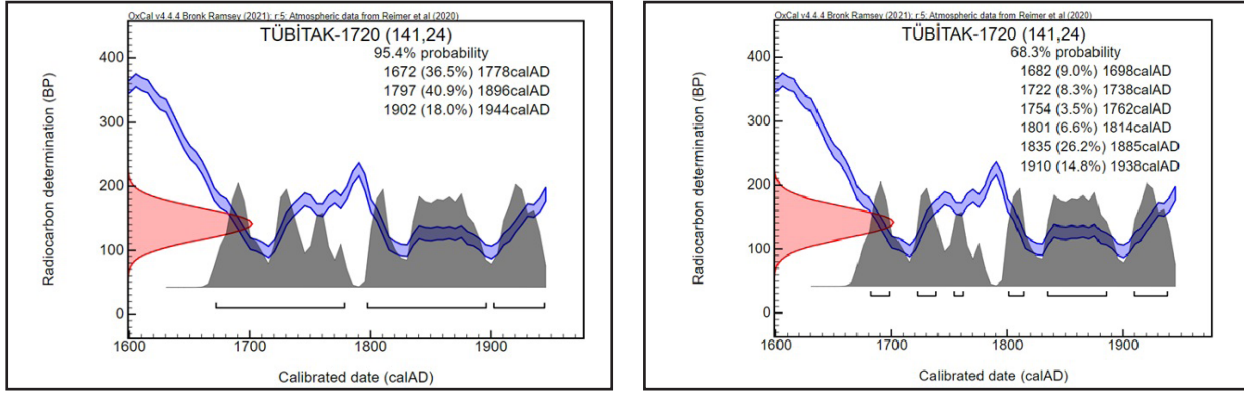 OxCal v4.4.4 Bronk Ramsey (2021); r:5; Atmospheric data from Reimer et al (2020)
TÜBİTAK-1720 (141,24)
95.4% probability
1672 (36.5%) 1778calAD
1797 (40.9%) 1896calAD
1902 (18.0%) 1944calAD
Radiocarbon determination (BP)
400
300
200
100
0
1600
1700
1800
1900
Calibrated date (calAD)
OxCal v4.4.4 Bronk Ramsey (2021); r:5; Atmospheric data from Reimer et al (2020)
TÜBİTAK-1720 (141,24)
68.3% probability
1682 (9.0%) 1698calAD
1722 (8.3%) 1738calAD
1754 (3.5%) 1762calAD
1801 (6.6%) 1814calAD
1835 (26.2%) 1885calAD
1910 (14.8%) 1938calAD
Radiocarbon determination (BP)
400
300
200
100
0
1600
1700
1800
1900
Calibrated date (calAD)